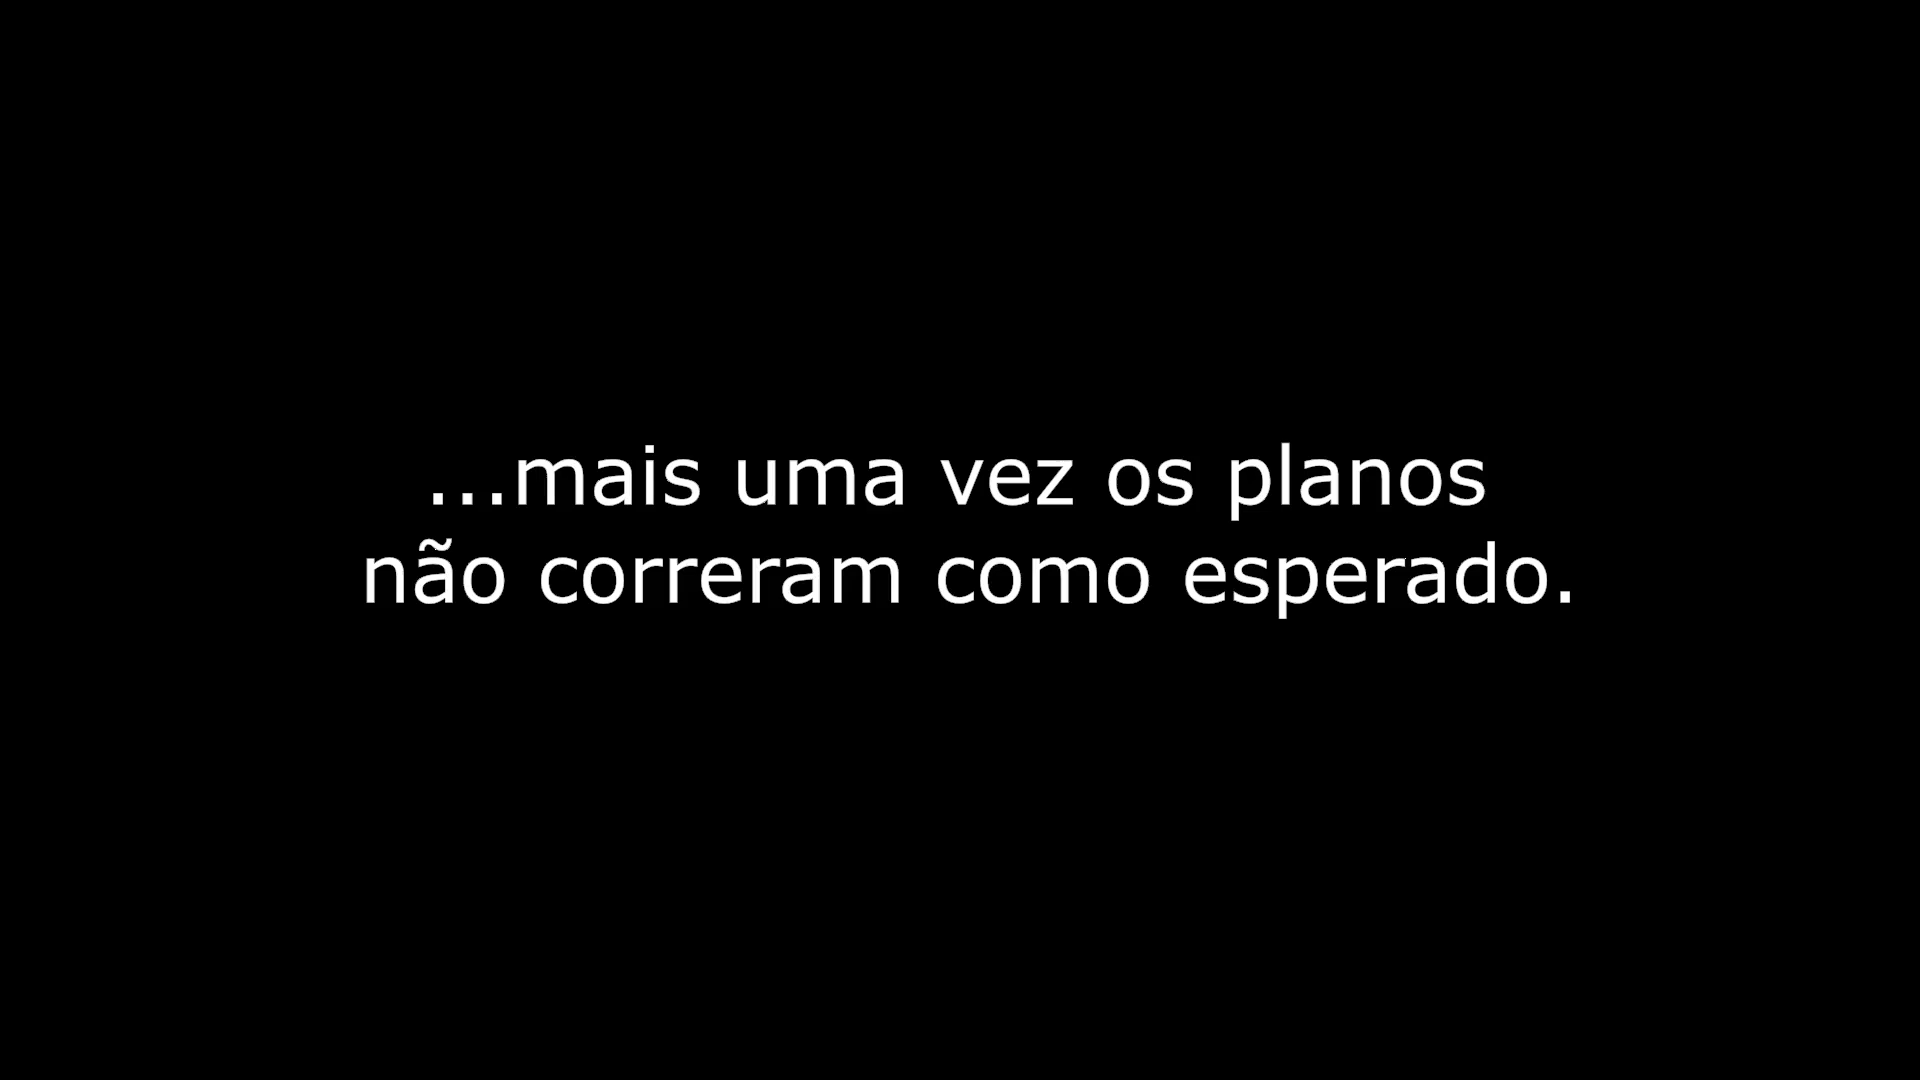 ...mais uma vez os planos
não correram como esperado.